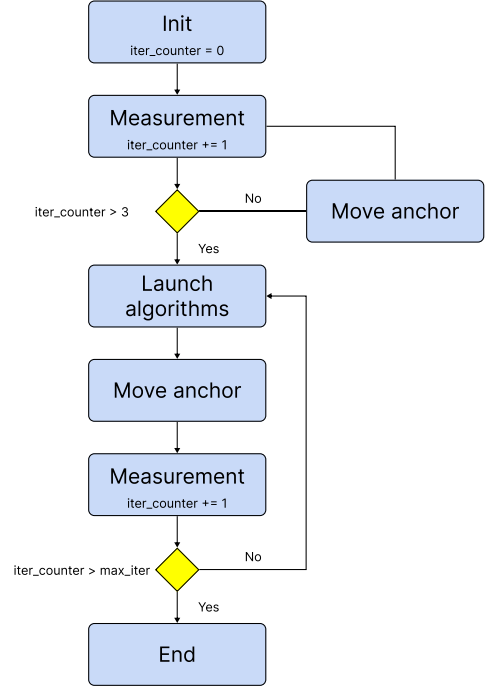 Init
iter_counter = 0
Measurement
iter_counter += 1
iter_counter > 3
No
Move anchor
Yes
Launch
algorithms
Move anchor
Measurement
iter_counter += 1
iter_counter > max_iter
No
Yes
End